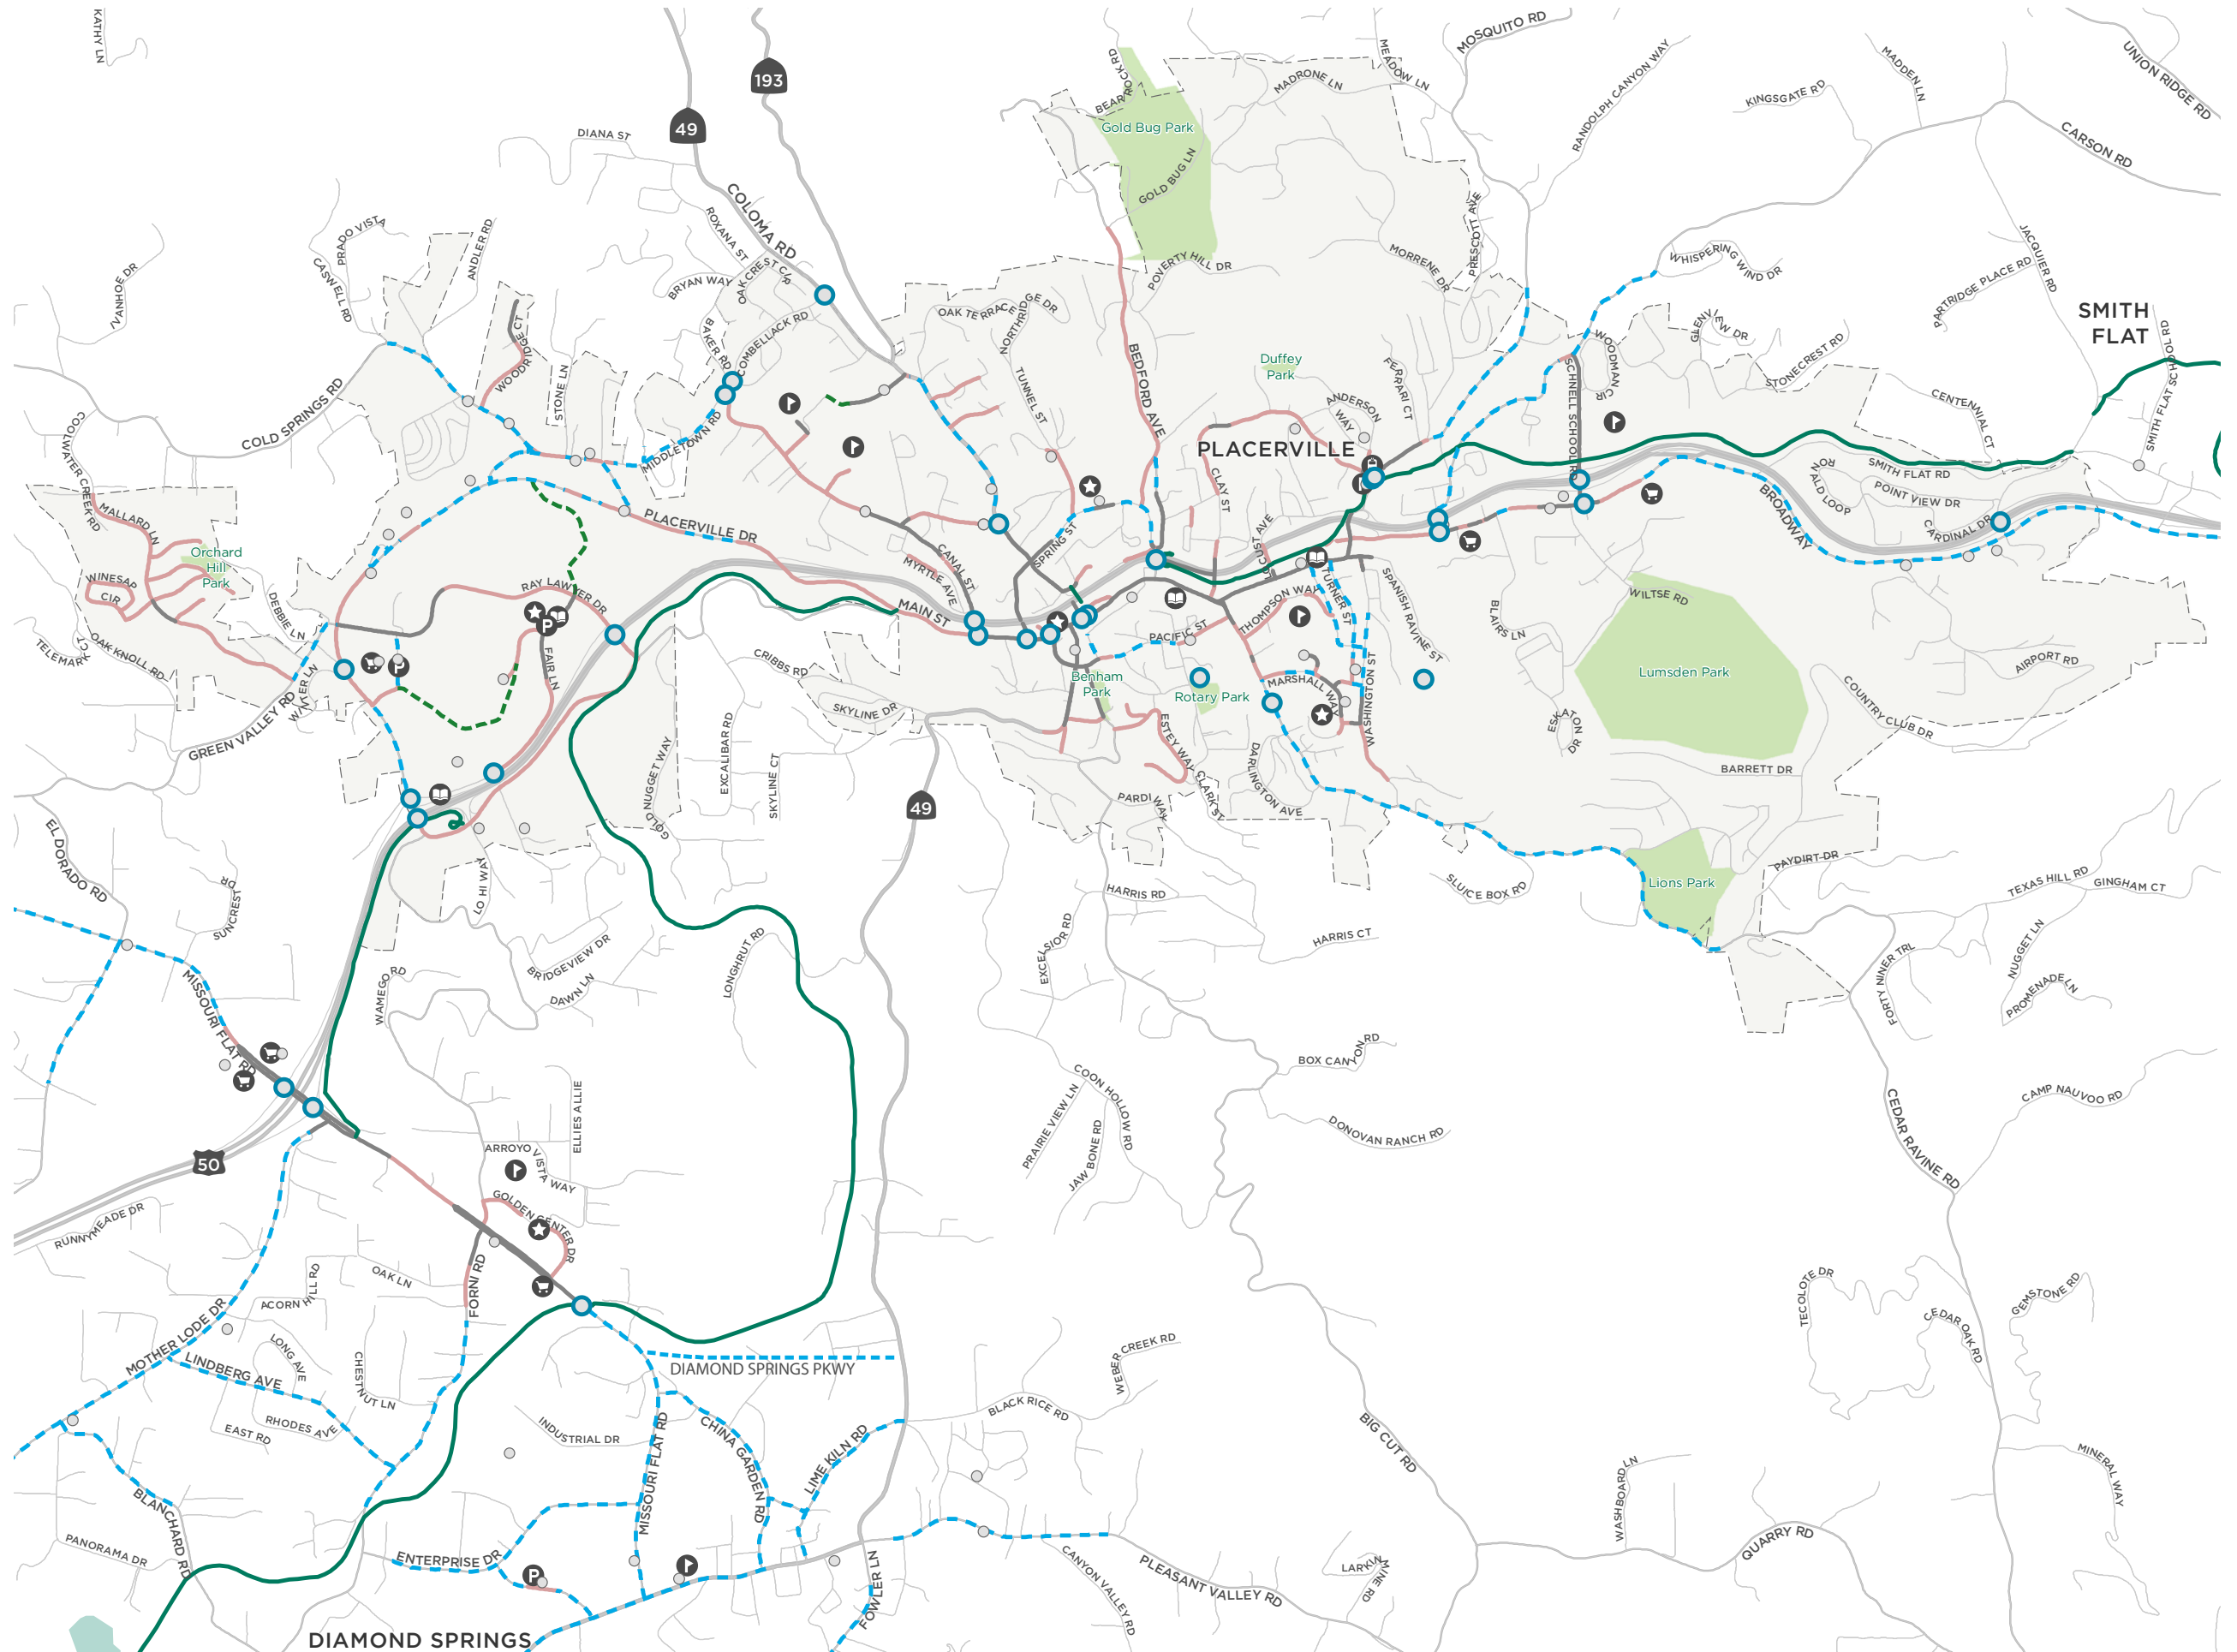 KATHY LN
193
49
MOSQUITO RD
MEADOW LN
MADRONE LN
BEAR ROCK RD
Gold Bug Park
GOLD BUG LN
RANDOLPH CANYON WAY
KINGSGATE RD
MADDEN LN
UNION RIDGE RD
CARSON RD
DIANA ST
COLOMA RD
ROXANA ST
OAK CREST CIR
BRYAN WAY
BAKER RD
COMBELLACK RD
PRADO VISTA
CASWELL RD
ANDLER RD
IVANHOE DR
POVERTY HILL DR
MORRENE DR
PRESCOTT AVE
WHISPERING WIND DR
JACQUIER RD
PARTRIDGE PLACE RD
SMITH
FLAT
SMITH FLAT SCHOOL RD
OAK TERRACE
NORTHRIDGE DR
TUNNEL ST
BEDFORD AVE
Duffey
Park
FERRARI CT
ANDERSON
WAY
SCHNELL SCHOOL RD
WOODMAN
CIR
GLENVIEW DR
STONECREST RD
CENTENNIAL CT
WOODRIDGE CT
STONE LN
MIDDLETOWN RD
COLD SPRINGS RD
COOLWATER CREEK RD
MALLARD LN
Orchard
Hill
Park
WINESAP
CIR
PLACERVILLE
CLAY ST
PLACERVILLE DR
SPRING ST
CANAL ST
MYRTLE AVE
MAIN ST
LOCUST AVE
SMITH FLAT RD
RONALD LOOP
POINT VIEW DR
BROADWAY
CARDINAL DR
RAY LAWYER DR
FAIR LN
DEBBIE LN
TELEMARK CT
OAK KNOLL RD
GREEN VALLEY RD
THOMPSON WAY
TURNER ST
PACIFIC ST
SPANISH RAVINE ST
BLAIRS LN
WILTSE RD
Lumsden Park
AIRPORT RD
COUNTRY CLUB DR
Benham
Park
Rotary Park
MARSHALL WAY
WASHINGTON ST
CRIBBS RD
SKYLINE DR
ESTEY WAY
CLARK ST
DARLINGTON AVE
ESKATON
DR
BARRETT DR
EXCALIBAR RD
SKYLINE CT
GOLD NUGGET WAY
49
PARDI WAY
EL DORADO RD
LO HI WAY
SUNCREST
DR
HARRIS RD
SLUICE BOX RD
Lions Park
PAYDIRT DR
TEXAS HILL RD
GINGHAM CT
HARRIS CT
EXCELSIOR RD
LONGHRUT RD
BRIDGEVIEW DR
DAWN LN
WAMEGO RD
MISSOURI FLAT RD
FORTY NINER TRL
NUGGET LN
PROMENADE LN
BOX CANYON RD
COON HOLLOW RD
PRAIRIE VIEW LN
JAW BONE RD
DONOVAN RANCH RD
CAMP NAUVOO RD
CEDAR RAVINE RD
ELLIES ALLIE
ARROYO
VISTA WAY
50
RUNNYMEADE DR
GOLDEN CENTER DR
FORNI RD
OAK LN
ACORN HILL RD
MOTHER LODE DR
LINDBERG AVE
LONG AVE
CHESTNUT LN
RHODES AVE
EAST RD
DIAMOND SPRINGS PKWY
WEBER CREEK RD
BLACK RICE RD
TECOLOTE DR
CEDAR OAK RD
GEMSTONE RD
INDUSTRIAL DR
MISSOURI FLAT RD
CHINA GARDEN RD
LIME KILN RD
BIG CUT RD
MINERAL WAY
WASHBOARD LN
QUARRY RD
BLANCHARD RD
PANORAMA DR
ENTERPRISE DR
P
P
P
FOWLER LN
CANYON VALLEY RD
PLEASANT VALLEY RD
LARKIN
MINE RD
DIAMOND SPRINGS